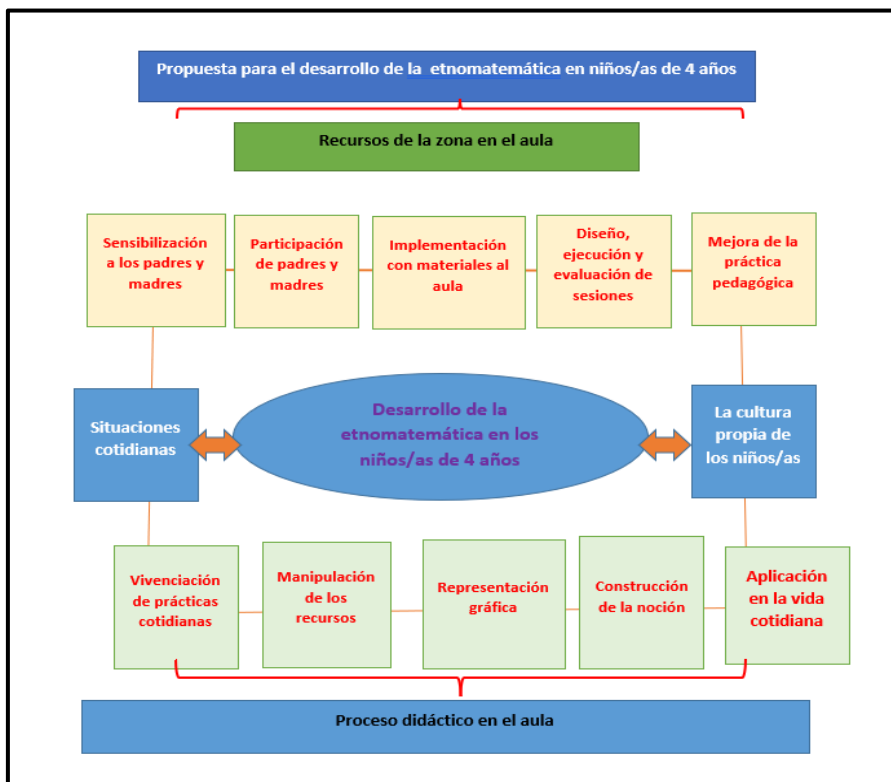 Propuesta para el desarrollo de la etnomatemática en niños/as de 4 años
Recursos de la zona en el aula
Sensibilización
a los padres y
madres
Participación
de padres y
madres
Implementación
con materiales al
aula
Diseño,
ejecución y
evaluación de
sesiones
Mejora de la
práctica
pedagógica
Situaciones
cotidianas
Desarrollo de la
etnomatemática en los
niños/as de 4 años
La cultura
propia de
los niños/as
Vivenciación
de prácticas
cotidianas
Manipulación
de los
recursos
Representación
gráfica
Construcción
de la noción
Aplicación
en la vida
cotidiana
Proceso didáctico en el aula